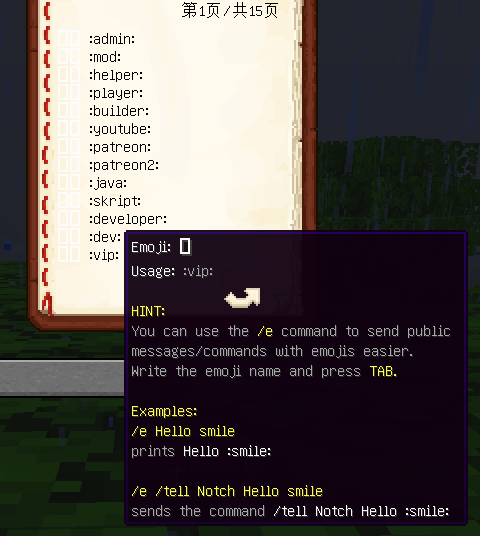 第1页/共15页
:admin:
:mod:
:helper:
:player:
:builder:
:youtube:
:patreon:
:patreon2:
:java:
:skript:
:developer:
:dev:
:vip:
Emoji:
Usage: :vip:
HINT:
You can use the /e command to send public
messages/commands with emojis easier.
Write the emoji name and press TAB.
Examples:
/e Hello smile
prints Hello :smile:
/e /tell Notch Hello smile
sends the command /tell Notch Hello :smile: